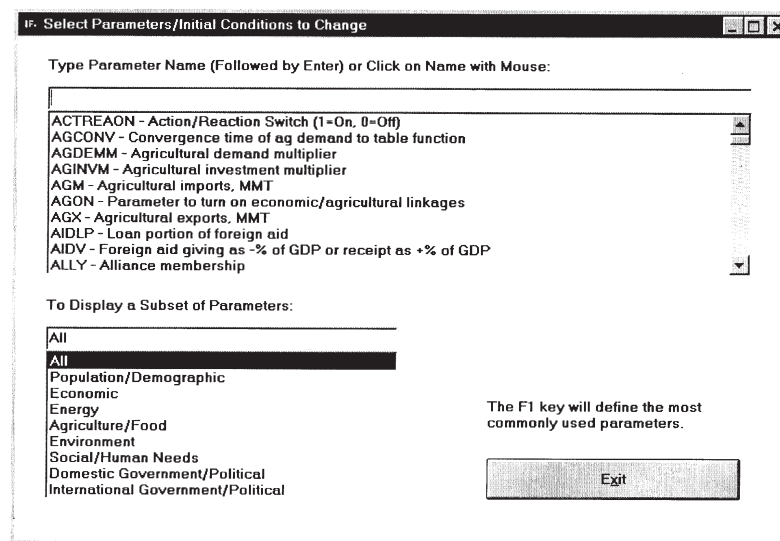 IF. Select Parameters/Initial Conditions to Change
Type Parameter Name (Followed by Enter) or Click on Name with Mouse:
ACTREAON - Action/Reaction Switch (1=On, 0=Off)
AGCONV - Convergence time of ag demand to table function
AGDEMM - Agricultural demand multiplier
AGINVM - Agricultural investment multiplier
AGM - Agricultural imports, MMT
AGON - Parameter to turn on economic/agricultural linkages
AGX - Agricultural exports, MMT
AIDLP - Loan portion of foreign aid
AIDV - Foreign aid giving as -% of GDP or receipt as +% of GDP
ALLY - Alliance membership
To Display a Subset of Parameters:
All
All
Population/Demographic
Economic
Energy
Agriculture/Food
Environment
Social/Human Needs
Domestic Government/Political
International Government/Political
The F1 key will define the most
commonly used parameters.
Exit